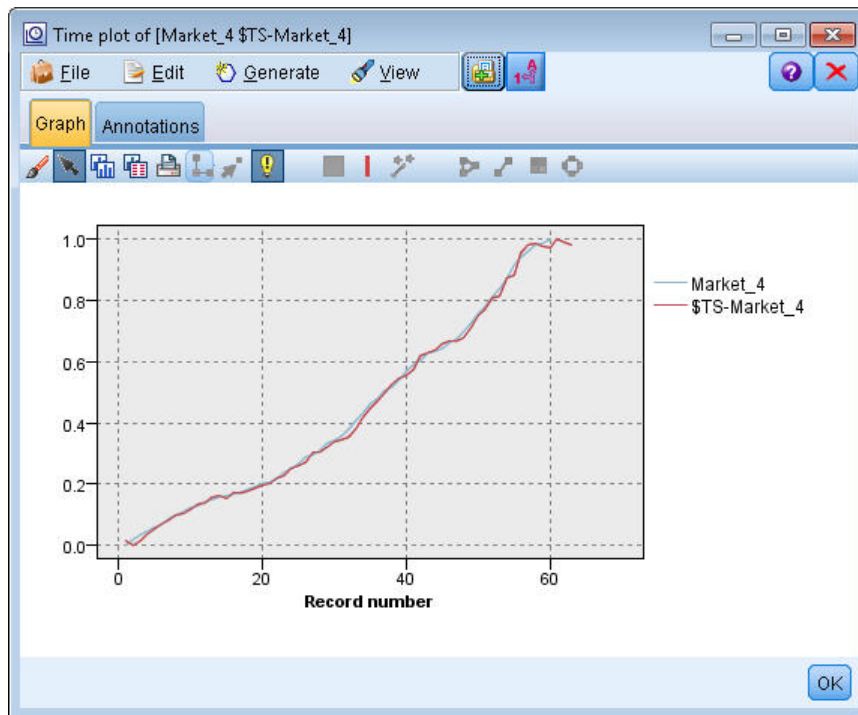 Time plot of [Market_4 $TS-Market_4]
File Edit Generate View
Graph Annotations
1.0
0.8
0.6
0.4
0.2
0.0
0 20 40 60
Record number
Market_4
$TS-Market_4
OK